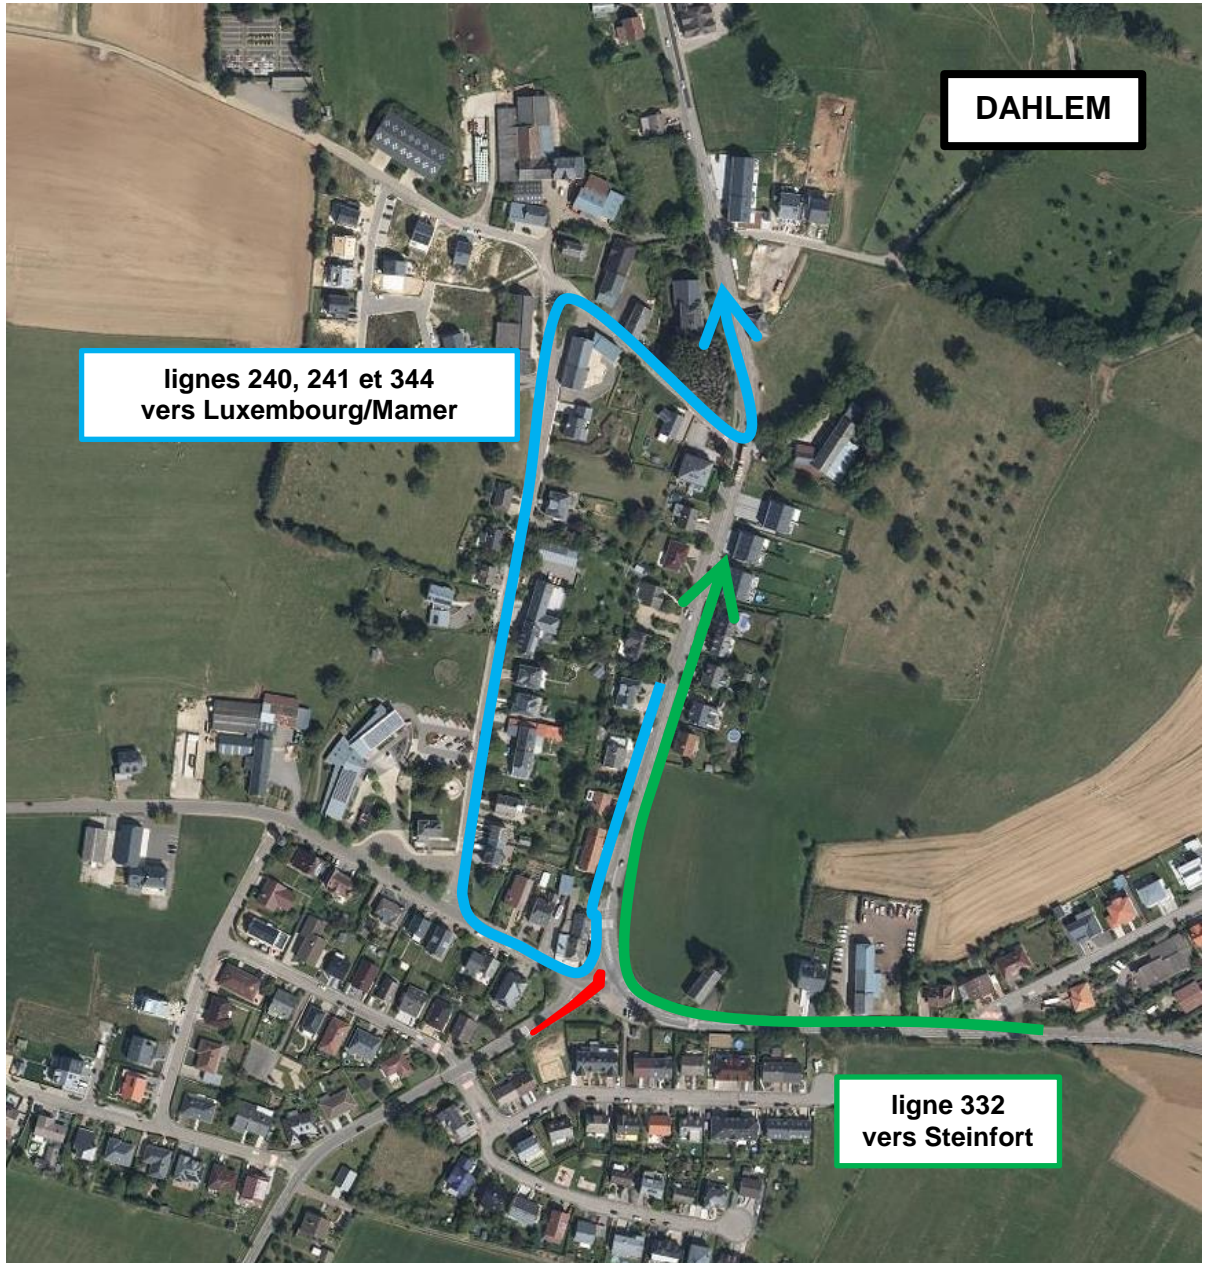 DAHLEM
lignes 240, 241 et 344
vers Luxembourg/Mamer
ligne 332
vers Steinfort